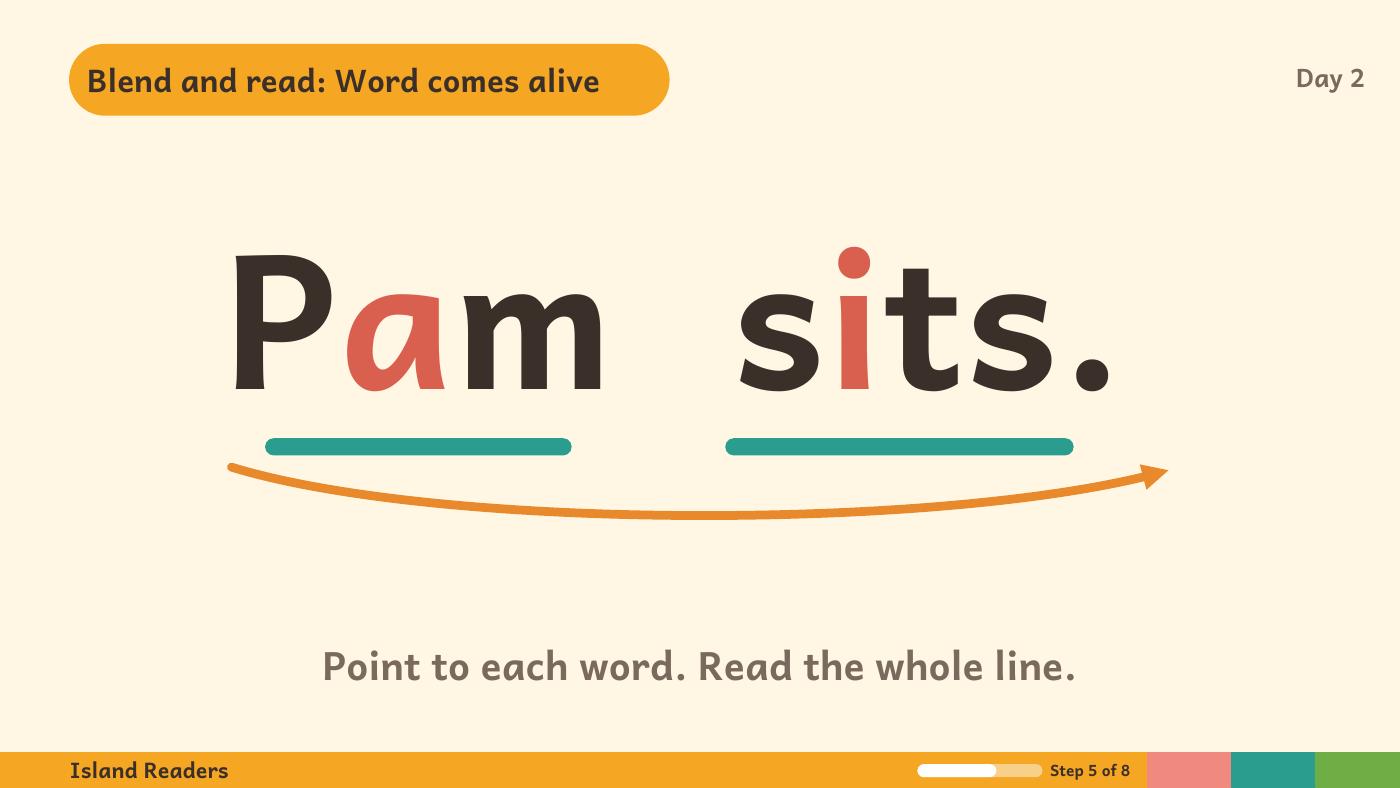 Blend and read: Word comes alive
Day 2
Pam sits.
Point to each word. Read the whole line.
Island Readers
Step 5 of 8